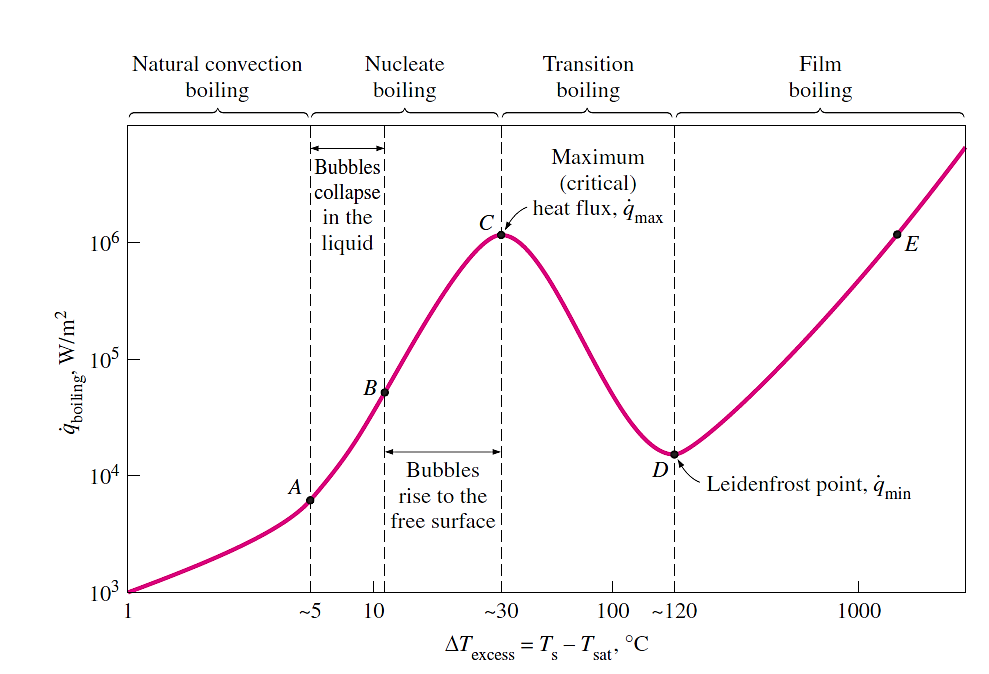 Natural convection
boiling
Nucleate
boiling
Transition
boiling
Film
boiling
Bubbles
collapse
in the
liquid
Maximum
(critical)
heat flux, q̇max
C
E
10⁶
q̇boiling, W/m²
10⁵
B
10⁴
A
Bubbles
rise to the
free surface
D
Leidenfrost point, q̇min
10³
1
~5
10
~30
100
~120
1000
ΔTexcess = Ts – Tsat, °C